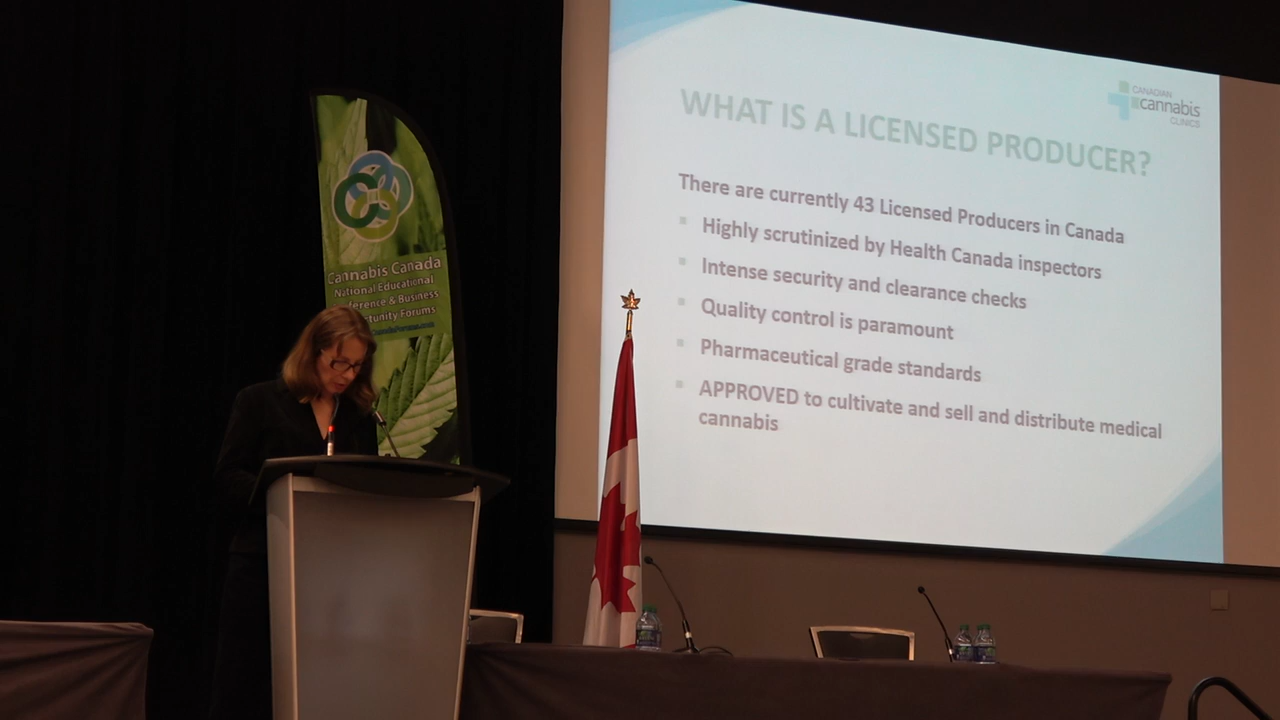 WHAT IS A LICENSED PRODUCER?
CANADIAN
cannabis
CLINICS
There are currently 43 Licensed Producers in Canada
Highly scrutinized by Health Canada inspectors
Intense security and clearance checks
Quality control is paramount
Pharmaceutical grade standards
APPROVED to cultivate and sell and distribute medical
cannabis
Cannabis Canada
National Educational
& Business
Forums